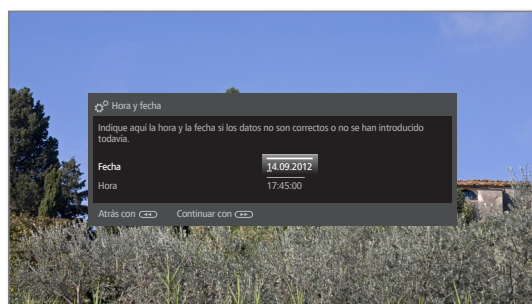 Hora y fecha
Indique aquí la hora y la fecha si los datos no son correctos o no se han introducido
todavía.
Fecha 14.09.2012
Hora 17:45:00
Atrás con Continuar con